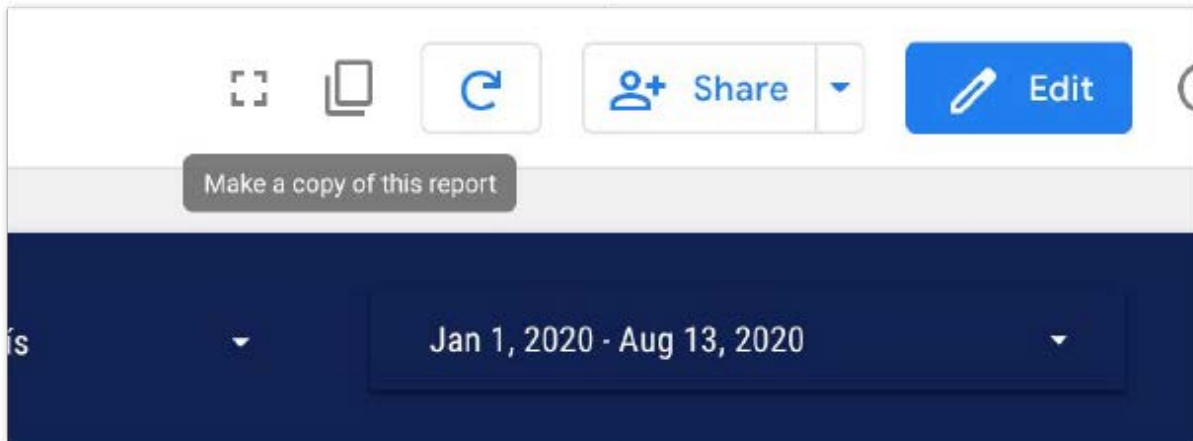 Share
Edit
Make a copy of this report
ís
Jan 1, 2020 - Aug 13, 2020